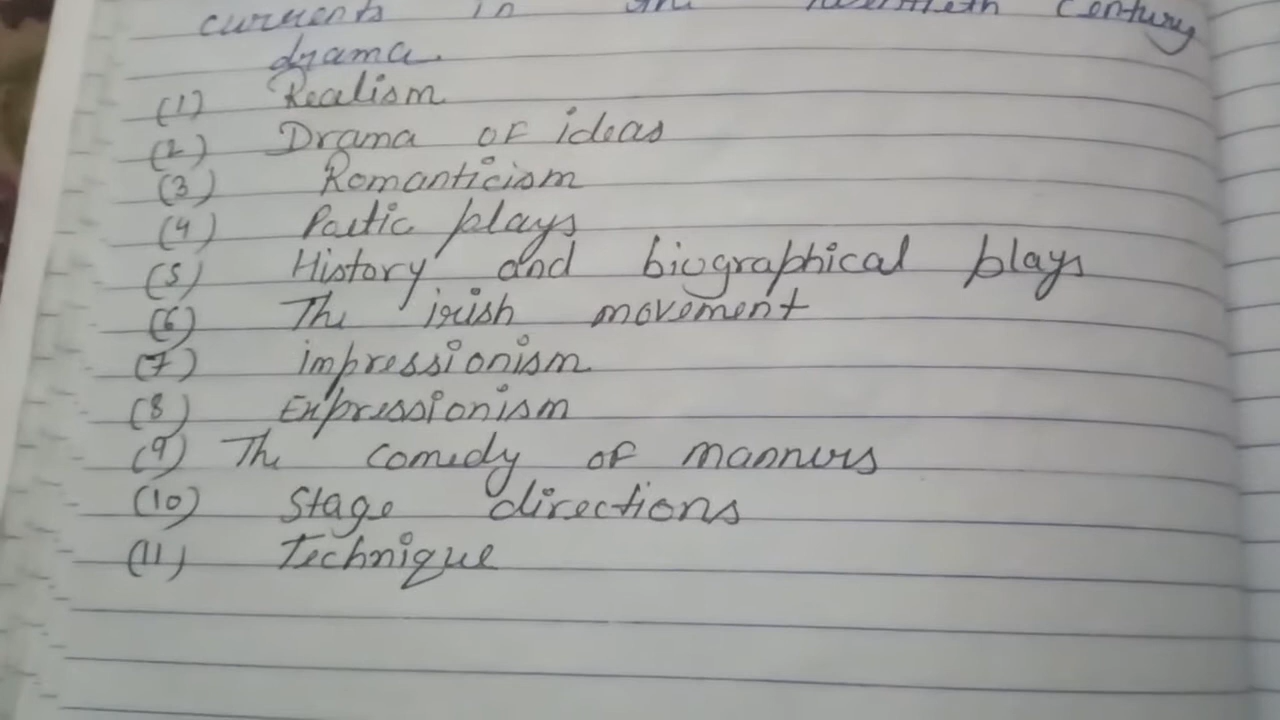 currents in the twentieth Century
drama
(1) Realism
(2) Drama of ideas
(3) Romanticism
(4) Poetic plays
(5) History and biographical plays
(6) The irish movement
(7) impressionism
(8) Expressionism
(9) The comedy of manners
(10) Stage directions
(11) Technique